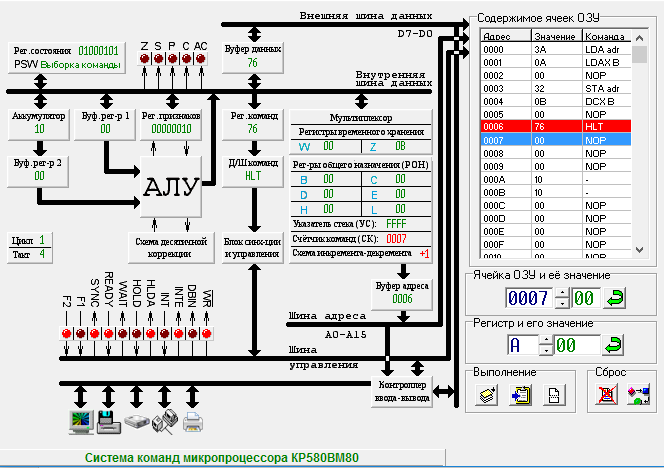 Внешняя шина данных
D7-D0
Рег.состояния 01000101
PSW Выборка команды
Z S P C AC
Буфер данных
76
Внутренняя
шина данных
Аккумулятор
10
Буф.рег-р 1
00
Рег.признаков
00000010
Рег.команд
76
Мультиплексор
Регистры временного хранения
W 00 Z 0B
Буф.рег-р 2
00
АЛУ
Д/Ш команд
HLT
Рег-ры общего назначения (РОН)
B 00 C 00
D 00 E 00
H 00 L 00
Указатель стека (УС): FFFF
Счётчик команд (СК): 0007
Схема инкремента-декремента +1
Цикл 1
Такт 4
Схема десятичной
коррекции
Блок синх-ции
и управления
Буфер адреса
0006
F2 F1 SYNC READY WAIT HOLD HLDA INT INTE DBIN WR
Шина адреса
A0-A15
Шина
управления
Контроллер
ввода-вывода
Система команд микропроцессора КР580ВМ80
Содержимое ячеек ОЗУ
Адрес Значение Команда
0000 3A LDA adr
0001 0A LDAX B
0002 00 NOP
0003 32 STA adr
0004 0B DCX B
0005 00 NOP
0006 76 HLT
0007 00 NOP
0008 00 NOP
0009 00 NOP
000A 10 -
000B 10 -
000C 00 NOP
000D 00 NOP
000E 00 NOP
000F 00 NOP
0010 00 NOP
Ячейка ОЗУ и её значение
0007 00
Регистр и его значение
A 00
Выполнение
Сброс